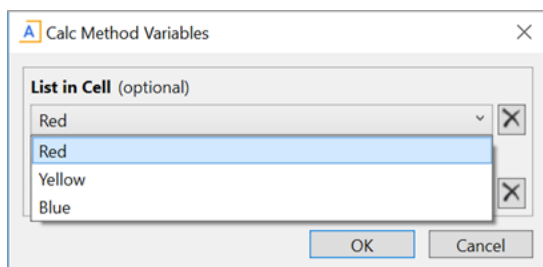 A Calc Method Variables
List in Cell (optional)
Red
Red
Yellow
Blue
OK Cancel